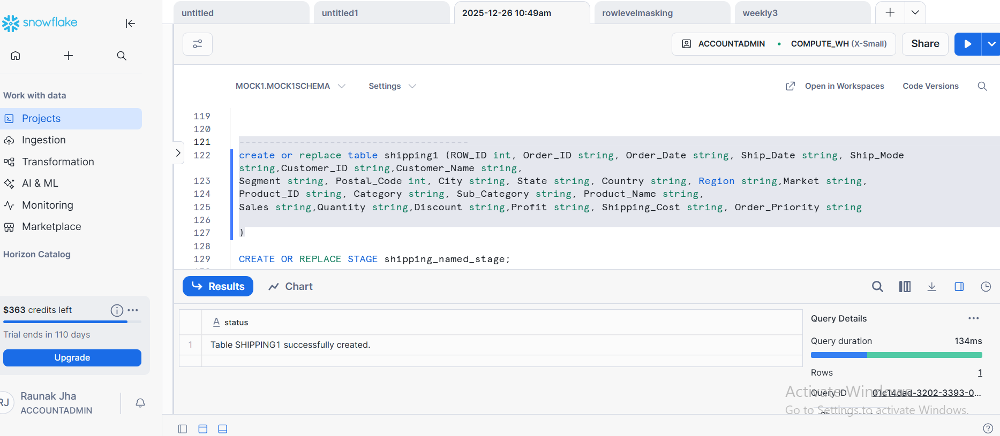 snowflake
untitled
untitled1
2025-12-26 10:49am
rowlevelmasking
weekly3
ACCOUNTADMIN
COMPUTE_WH (X-Small)
Share
Work with data
Projects
Ingestion
Transformation
AI & ML
Monitoring
Marketplace
Horizon Catalog
$363 credits left
Trial ends in 110 days
Upgrade
RJ
Raunak Jha
ACCOUNTADMIN
MOCK1.MOCK1SCHEMA
Settings
Open in Workspaces
Code Versions
119
120
121 --------------------------------------
122 create or replace table shipping1 (ROW_ID int, Order_ID string, Order_Date string, Ship_Date string, Ship_Mode
string,Customer_ID string,Customer_Name string,
123 Segment string, Postal_Code int, City string, State string, Country string, Region string,Market string,
124 Product_ID string, Category string, Sub_Category string, Product_Name string,
125 Sales string,Quantity string,Discount string,Profit string, Shipping_Cost string, Order_Priority string
126
127 )
128
129 CREATE OR REPLACE STAGE shipping_named_stage;
Results
Chart
A status
1 Table SHIPPING1 successfully created.
Query Details
Query duration 134ms
Rows 1
Query ID 01c14dad-3202-3393-0...
Activate Windows
Go to Settings to activate Windows.